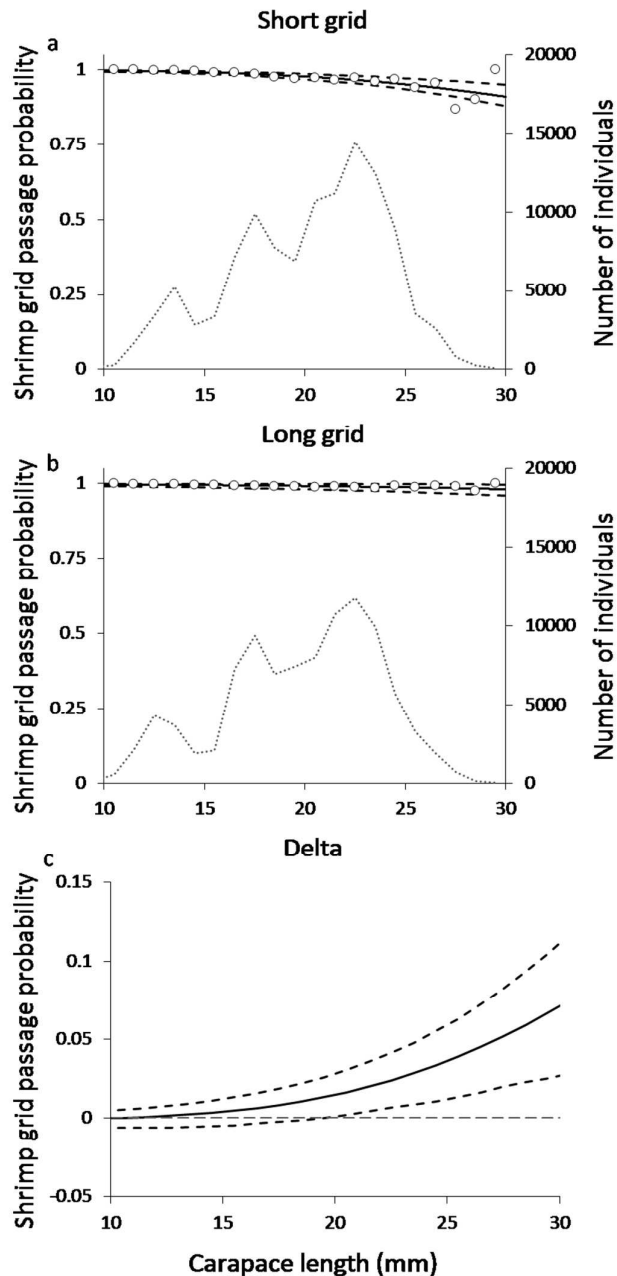 Short grid
a
Shrimp grid passage probability
1
0.75
0.5
0.25
0
20000
15000
10000
5000
0
Number of individuals
10 15 20 25 30
Long grid
b
Shrimp grid passage probability
1
0.75
0.5
0.25
0
20000
15000
10000
5000
0
Number of individuals
10 15 20 25 30
Delta
c
Shrimp grid passage probability
0.15
0.1
0.05
0
-0.05
10 15 20 25 30
Carapace length (mm)